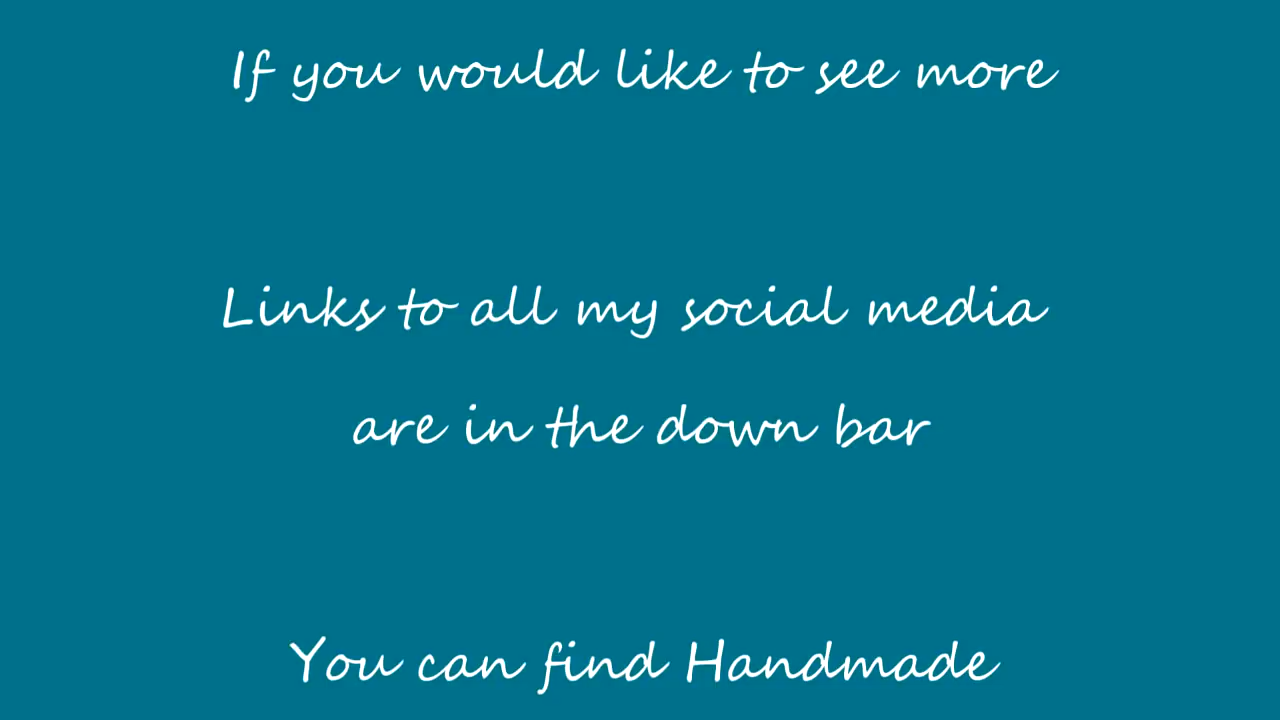 If you would like to see more
Links to all my social media
are in the down bar
You can find Handmade